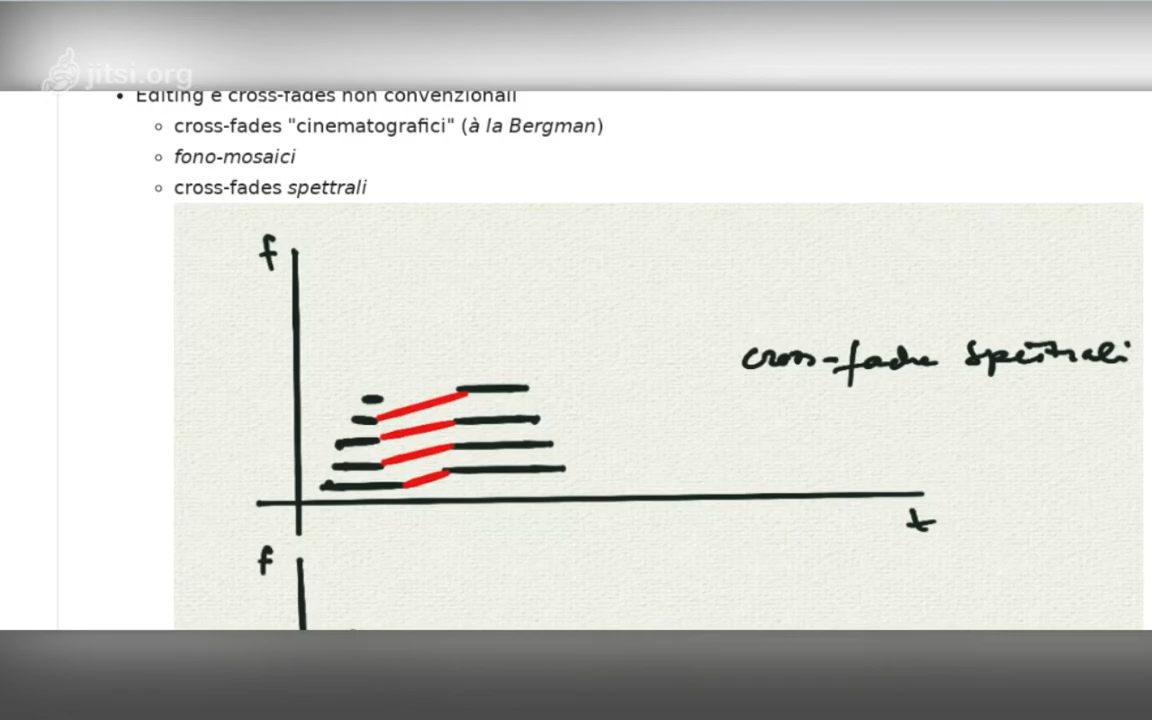 jitsi.org
• Editing e cross-fades non convenzionali
◦ cross-fades "cinematografici" (à la Bergman)
◦ fono-mosaici
◦ cross-fades spettrali
f
cross-fade spettrali
t
f